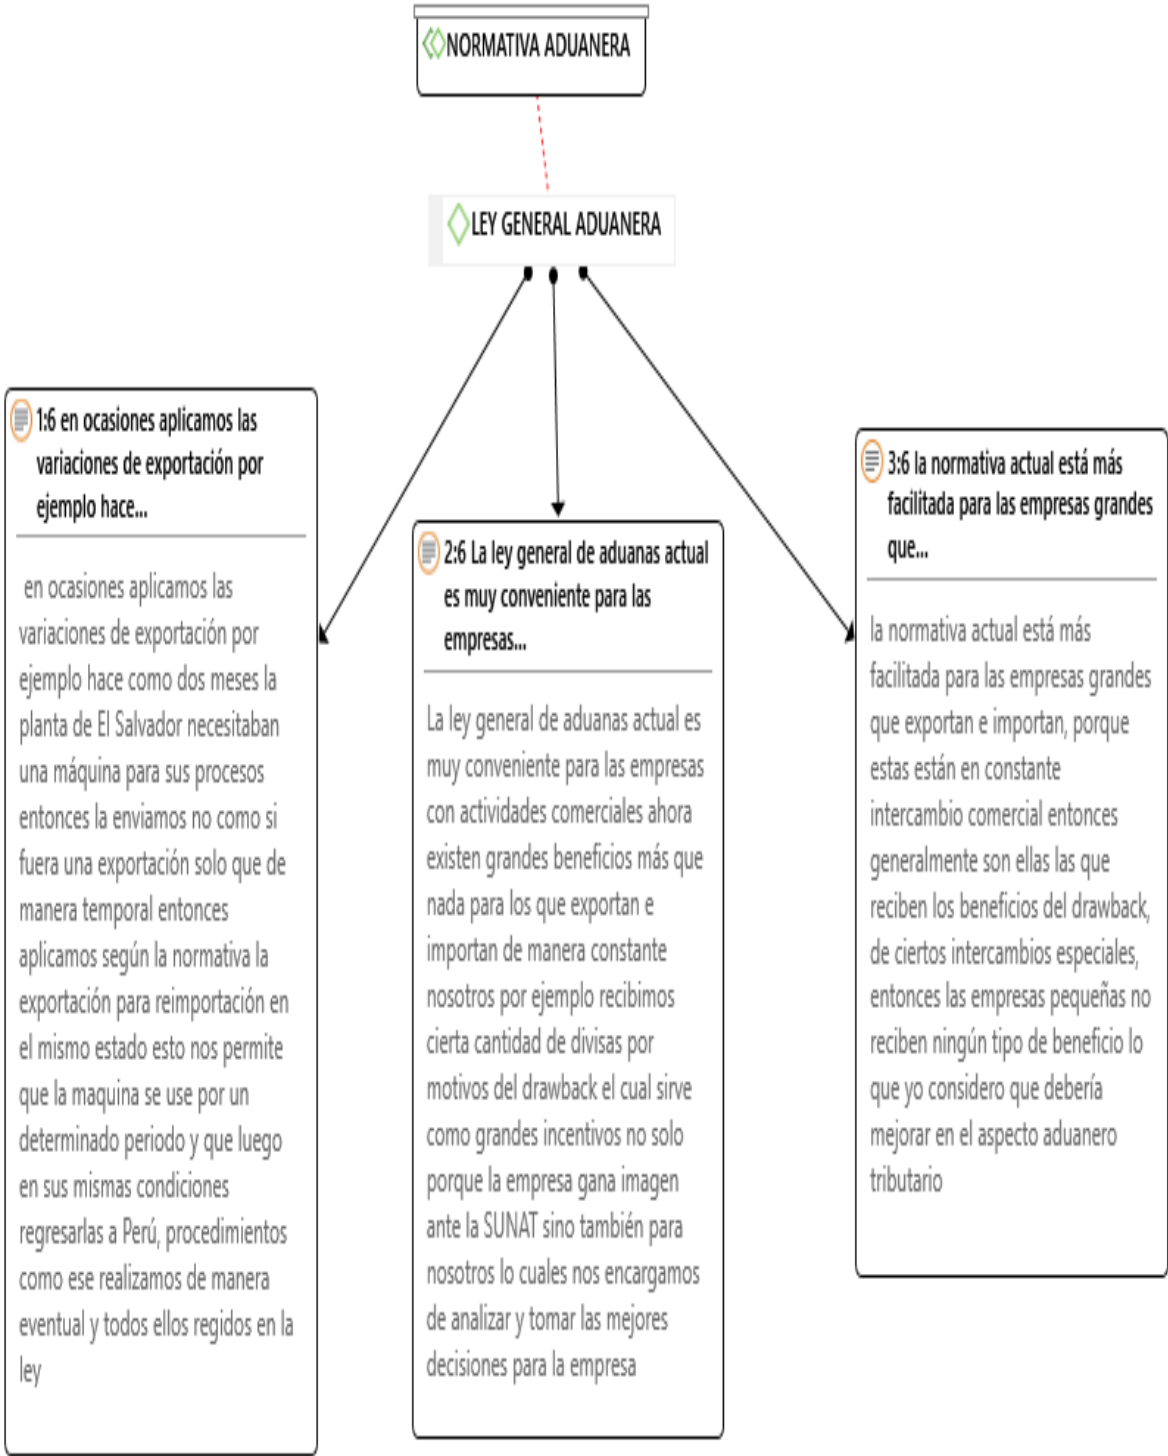 NORMATIVA ADUANERA
LEY GENERAL ADUANERA
1:6 en ocasiones aplicamos las
variaciones de exportación por
ejemplo hace...
en ocasiones aplicamos las
variaciones de exportación por
ejemplo hace como dos meses la
planta de El Salvador necesitaban
una máquina para sus procesos
entonces la enviamos no como si
fuera una exportación solo que de
manera temporal entonces
aplicamos según la normativa la
exportación para reimportación en
el mismo estado esto nos permite
que la maquina se use por un
determinado periodo y que luego
en sus mismas condiciones
regresarlas a Perú, procedimientos
como ese realizamos de manera
eventual y todos ellos regidos en la
ley
2:6 La ley general de aduanas actual
es muy conveniente para las
empresas...
La ley general de aduanas actual es
muy conveniente para las empresas
con actividades comerciales ahora
existen grandes beneficios más que
nada para los que exportan e
importan de manera constante
nosotros por ejemplo recibimos
cierta cantidad de divisas por
motivos del drawback el cual sirve
como grandes incentivos no solo
porque la empresa gana imagen
ante la SUNAT sino también para
nosotros lo cuales nos encargamos
de analizar y tomar las mejores
decisiones para la empresa
3:6 la normativa actual está más
facilitada para las empresas grandes
que...
la normativa actual está más
facilitada para las empresas grandes
que exportan e importan, porque
estas están en constante
intercambio comercial entonces
generalmente son ellas las que
reciben los beneficios del drawback,
de ciertos intercambios especiales,
entonces las empresas pequeñas no
reciben ningún tipo de beneficio lo
que yo considero que debería
mejorar en el aspecto aduanero
tributario